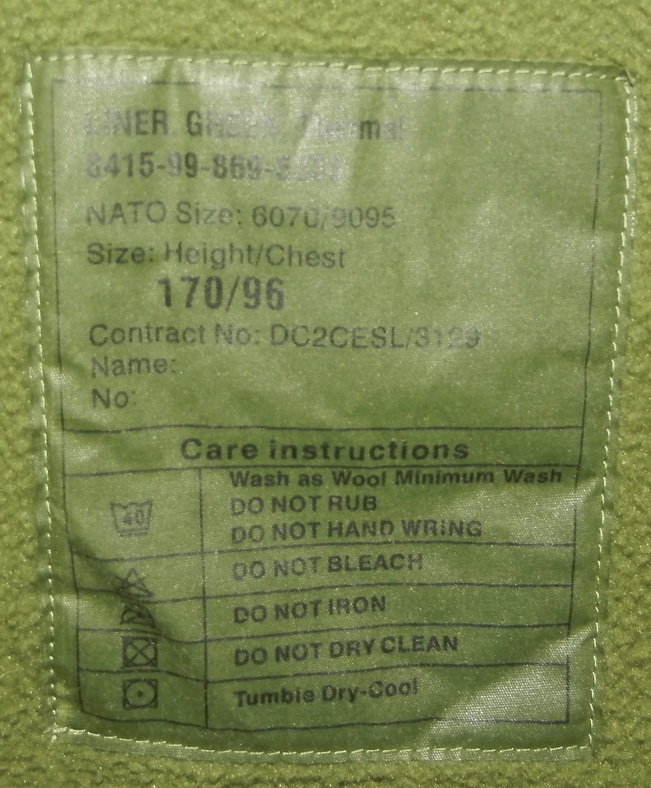 LINER GREEN Thermal
8415-99-869-
NATO Size: 6070/9095
Size: Height/Chest
170/96
Contract No: DC2CESL/3129
Name:
No:
Care instructions
Wash as Wool Minimum Wash
40
DO NOT RUB
DO NOT HAND WRING
DO NOT BLEACH
DO NOT IRON
DO NOT DRY CLEAN
Tumble Dry-Cool